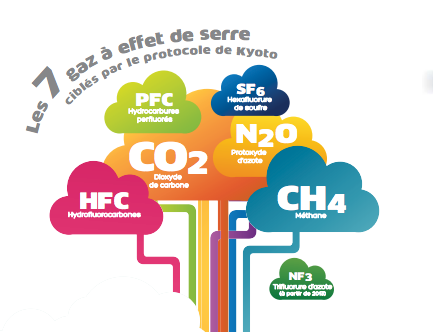 Les 7 gaz à effet de serre
ciblés par le protocole de Kyoto
PFC
Hydrocarbures
perfluorés
SF6
Hexafluorure
de soufre
N2O
Protoxyde
d'azote
CO2
Dioxyde
de carbone
HFC
Hydrofluorocarbones
CH4
Méthane
NF3
Trifluorure d'azote
(à partir de 2013)